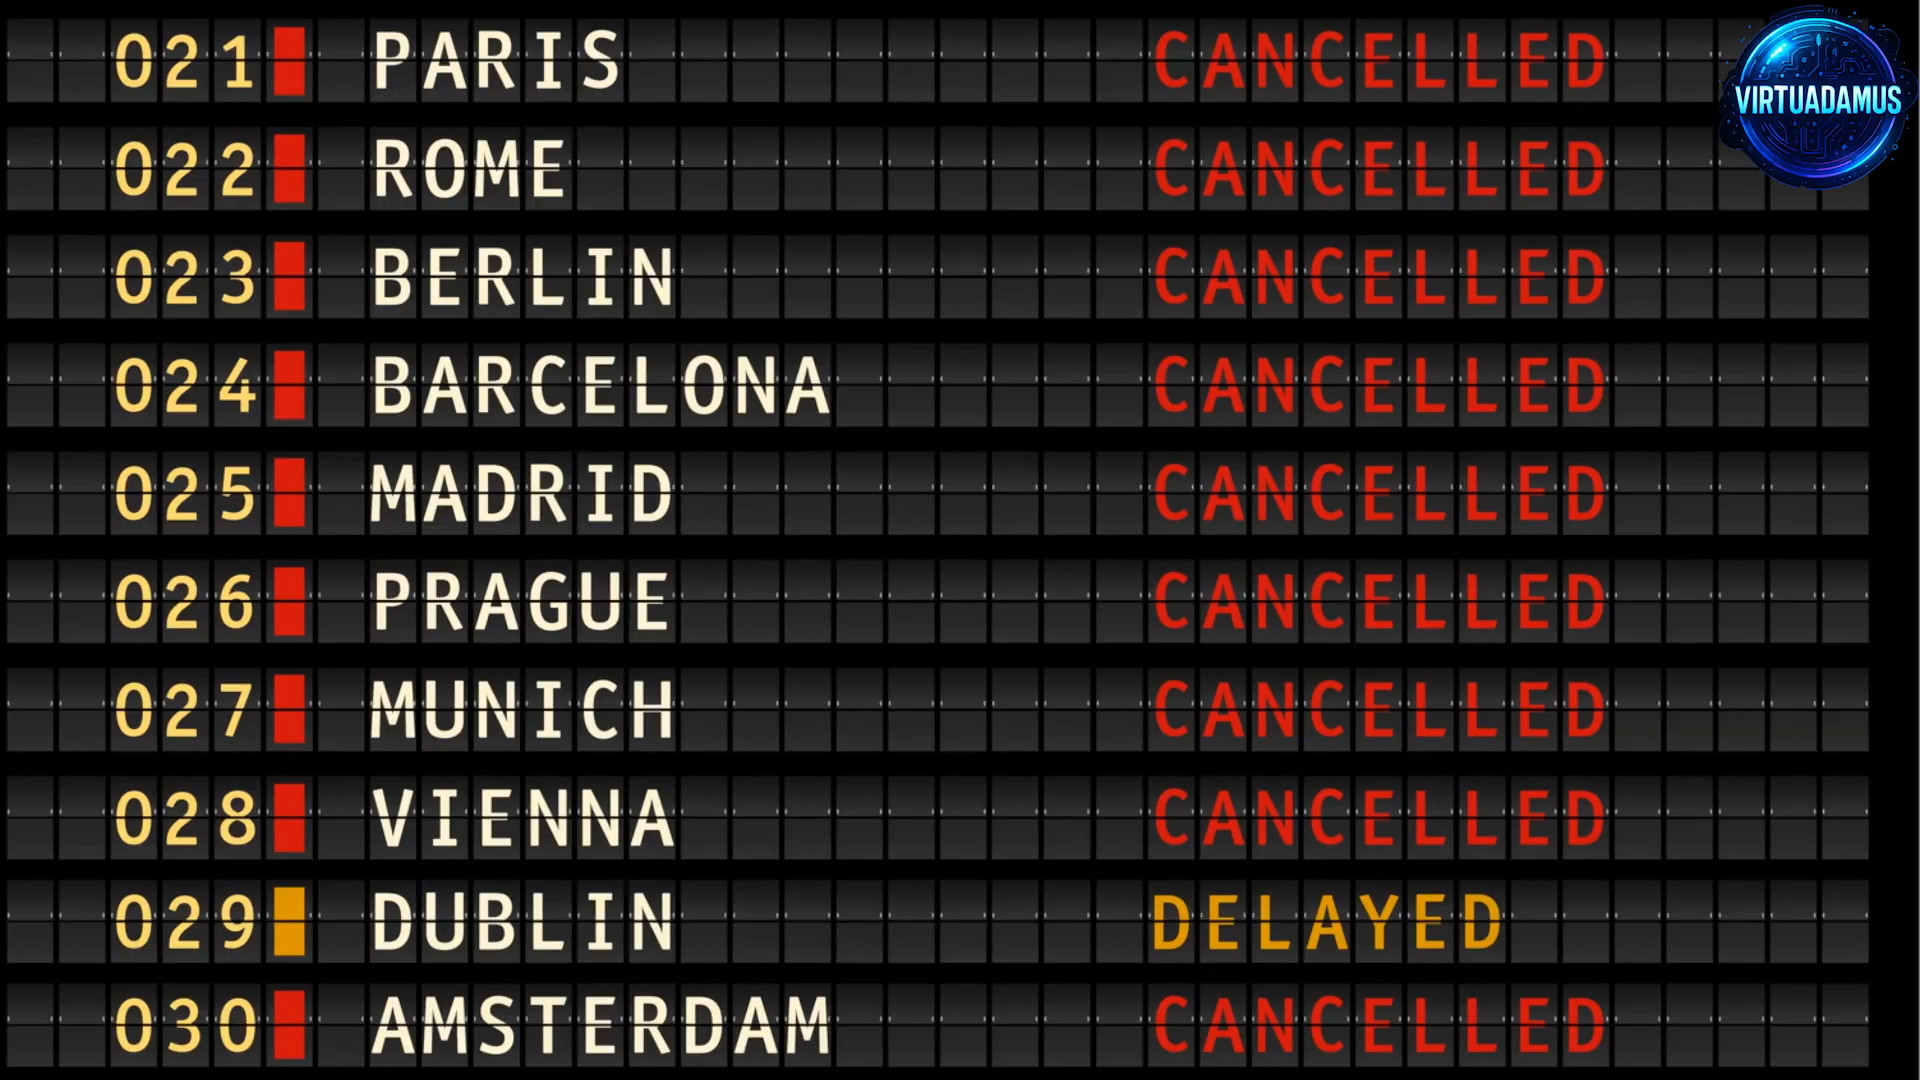 021 PARIS CANCELLED
VIRTUADAMUS
022 ROME CANCELLED
023 BERLIN CANCELLED
024 BARCELONA CANCELLED
025 MADRID CANCELLED
026 PRAGUE CANCELLED
027 MUNICH CANCELLED
028 VIENNA CANCELLED
029 DUBLIN DELAYED
030 AMSTERDAM CANCELLED